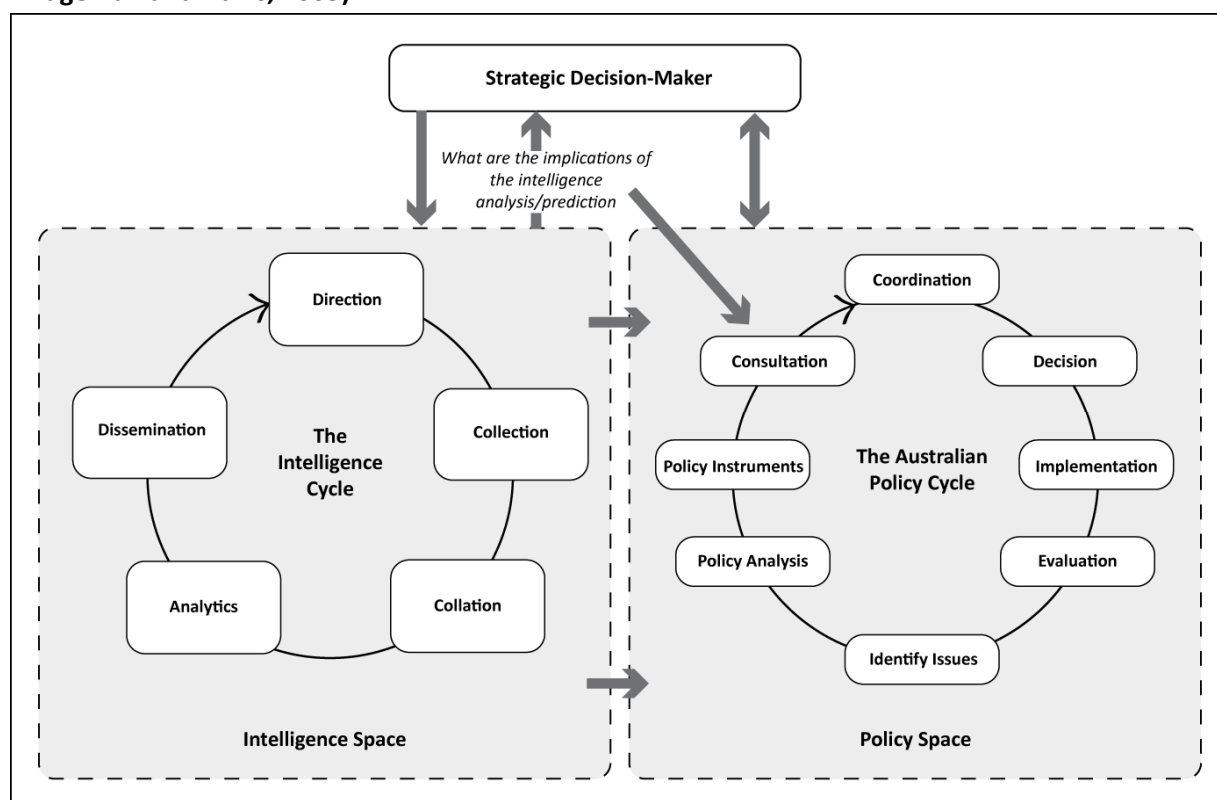 Strategic Decision-Maker
What are the implications of
the intelligence
analysis/prediction
Direction
Collection
Collation
Analytics
Dissemination
The
Intelligence
Cycle
Intelligence Space
Coordination
Decision
Implementation
Evaluation
Identify Issues
Policy Analysis
Policy Instruments
Consultation
The Australian
Policy Cycle
Policy Space